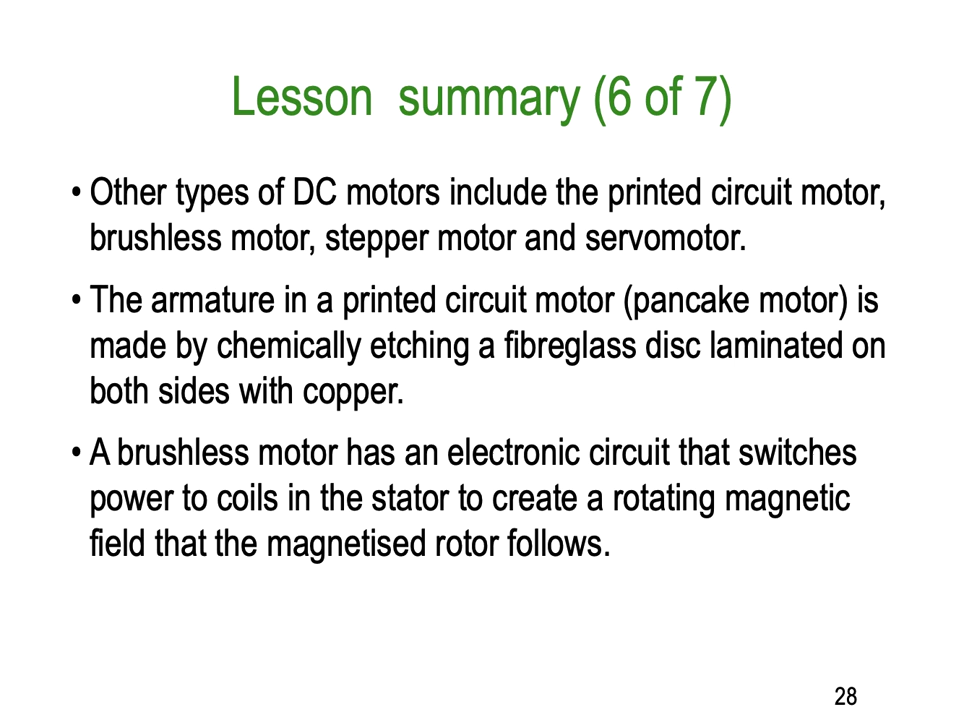 Lesson  summary (6 of 7)
• Other types of DC motors include the printed circuit motor,
brushless motor, stepper motor and servomotor.
• The armature in a printed circuit motor (pancake motor) is
made by chemically etching a fibreglass disc laminated on
both sides with copper.
• A brushless motor has an electronic circuit that switches
power to coils in the stator to create a rotating magnetic
field that the magnetised rotor follows.
28